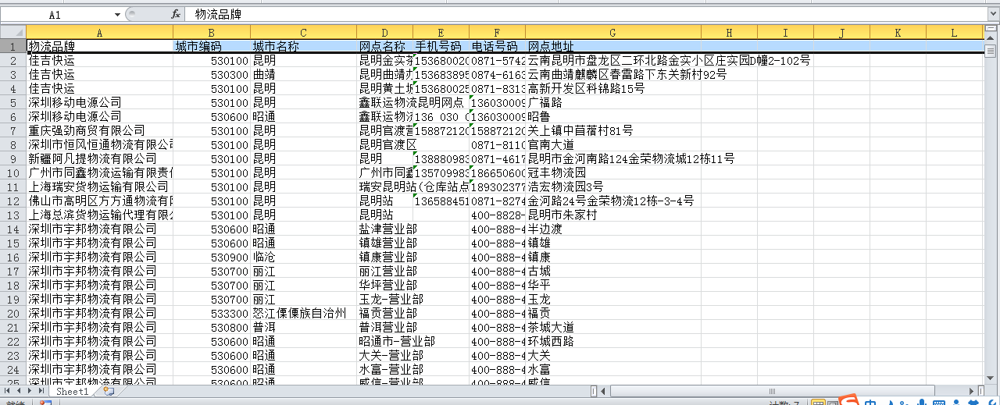 A1 fx 物流品牌
A B C D E F G H I J K L
1 物流品牌 城市编码 城市名称 网点名称 手机号码 电话号码 网点地址
2 佳吉快运 530100 昆明 昆明金实 153600020 0871-5742 云南昆明市盘龙区二环北路金实小区庄实园D幢2-102号
3 佳吉快运 530300 曲靖 昆明曲靖 153683895 0874-6163 云南曲靖麒麟区春雷路下东关新村92号
4 佳吉快运 530100 昆明 昆明黄土 153680025 0871-8313 高新开发区科锦路15号
5 深圳移动电源公司 530100 昆明 鑫联运物流昆明网点 136030009 广福路
6 深圳移动电源公司 530600 昭通 鑫联运物流 136 030 0 136030009 昭鲁
7 重庆强劲商贸有限公司 530100 昆明 昆明官渡 158872120 158872120 关上镇中苜蓿村81号
8 深圳市恒风恒通物流有限公司 530100 昆明 昆明官渡区 0871-8110 官南大道
9 新疆阿凡提物流有限公司 530100 昆明 昆明 138880983 0871-4617 昆明市金河南路124金荣物流城12栋11号
10 广州市同鑫物流运输有限责任 530100 昆明 广州市同鑫 135709983 186650600 冠丰物流园
11 上海瑞安货物运输有限公司 530100 昆明 瑞安昆明站(仓库站点 189302377 浩宏物流园3号
12 佛山市高明区方方通物流有限 530100 昆明 昆明站 136588451 0871-8274 金河路24号金荣物流12栋-3-4号
13 上海总滨货物运输代理有限公 530100 昆明 昆明站 400-8828- 昆明市朱家村
14 深圳市宇邦物流有限公司 530600 昭通 盐津营业部 400-888-4 半边渡
15 深圳市宇邦物流有限公司 530600 昭通 镇雄营业部 400-888-4 镇雄
16 深圳市宇邦物流有限公司 530900 临沧 镇康营业部 400-888-4 镇康
17 深圳市宇邦物流有限公司 530700 丽江 丽江营业部 400-888-4 古城
18 深圳市宇邦物流有限公司 530700 丽江 华坪营业部 400-888-4 华平
19 深圳市宇邦物流有限公司 530700 丽江 玉龙-营业部 400-888-4 玉龙
20 深圳市宇邦物流有限公司 533300 怒江傈僳族自治州 福贡营业部 400-888-4 福贡
21 深圳市宇邦物流有限公司 530800 普洱 普洱营业部 400-888-4 茶城大道
22 深圳市宇邦物流有限公司 530600 昭通 昭通市-营业部 400-888-4 环城西路
23 深圳市宇邦物流有限公司 530600 昭通 大关-营业部 400-888-4 大关
24 深圳市宇邦物流有限公司 530600 昭通 水富-营业部 400-888-4 水富
25 深圳市宇邦物流有限公司 530600 昭通 威信-营业部 400-888-4 威信
Sheet1
就绪 计数: 7 中